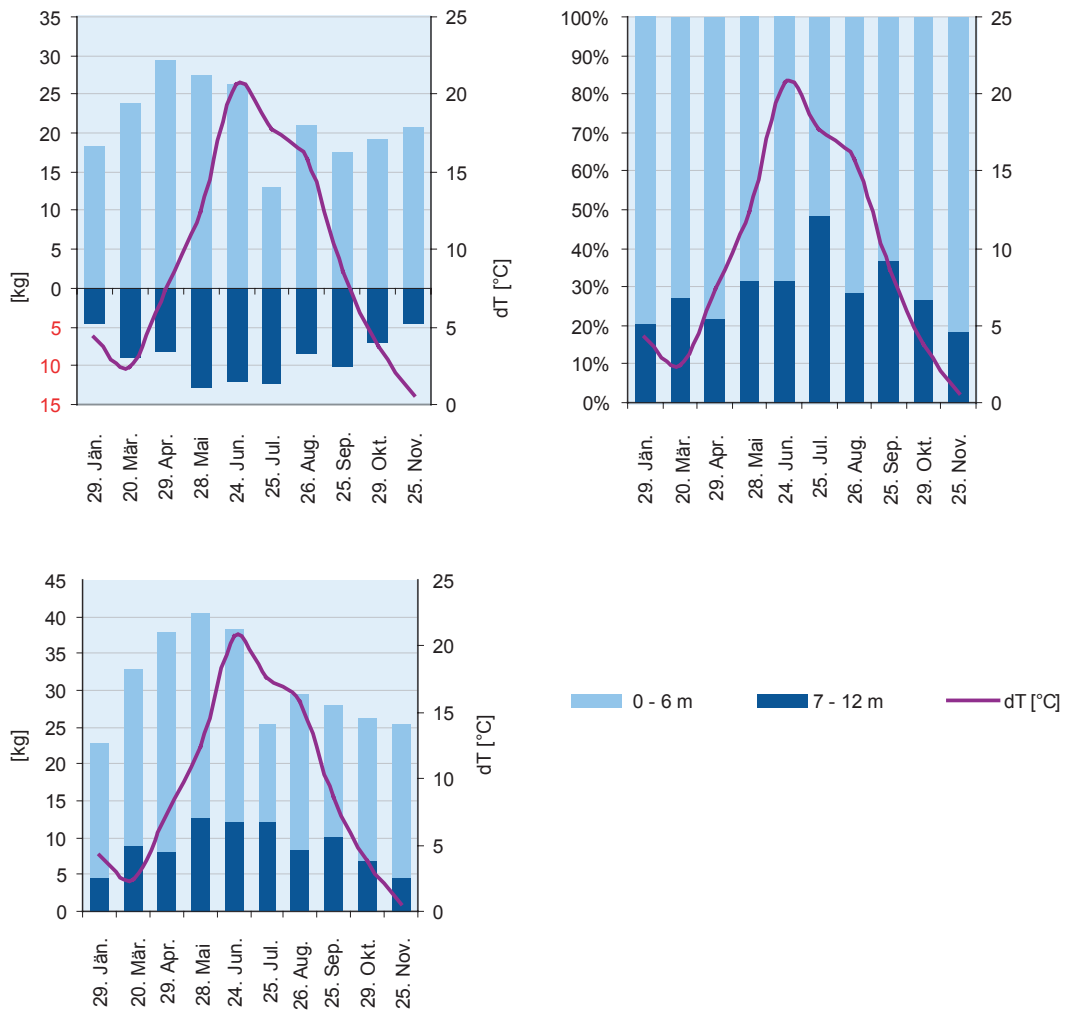 35
30
25
20
15
10
5
0
5
10
15
[kg]
25
20
15
10
5
0
dT [°C]
29. Jän.
20. Mär.
29. Apr.
28. Mai
24. Jun.
25. Jul.
26. Aug.
25. Sep.
29. Okt.
25. Nov.
100%
90%
80%
70%
60%
50%
40%
30%
20%
10%
0%
25
20
15
10
5
0
29. Jän.
20. Mär.
29. Apr.
28. Mai
24. Jun.
25. Jul.
26. Aug.
25. Sep.
29. Okt.
25. Nov.
45
40
35
30
25
20
15
10
5
0
[kg]
25
20
15
10
5
0
dT [°C]
29. Jän.
20. Mär.
29. Apr.
28. Mai
24. Jun.
25. Jul.
26. Aug.
25. Sep.
29. Okt.
25. Nov.
0 - 6 m 7 - 12 m dT [°C]